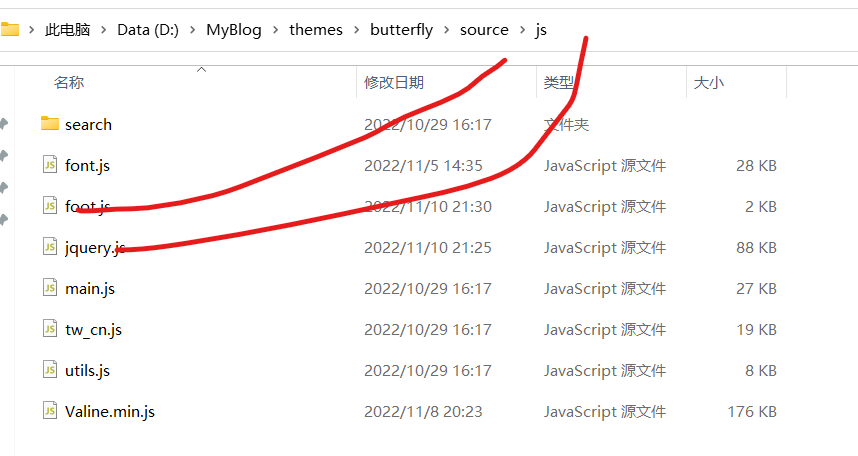 此电脑 > Data (D:) > MyBlog > themes > butterfly > source > js
名称 修改日期 类型 大小
search 2022/10/29 16:17 文件夹
font.js 2022/11/5 14:35 JavaScript 源文件 28 KB
foot.js 2022/11/10 21:30 JavaScript 源文件 2 KB
jquery.js 2022/11/10 21:25 JavaScript 源文件 88 KB
main.js 2022/10/29 16:17 JavaScript 源文件 27 KB
tw_cn.js 2022/10/29 16:17 JavaScript 源文件 19 KB
utils.js 2022/10/29 16:17 JavaScript 源文件 8 KB
Valine.min.js 2022/11/8 20:23 JavaScript 源文件 176 KB